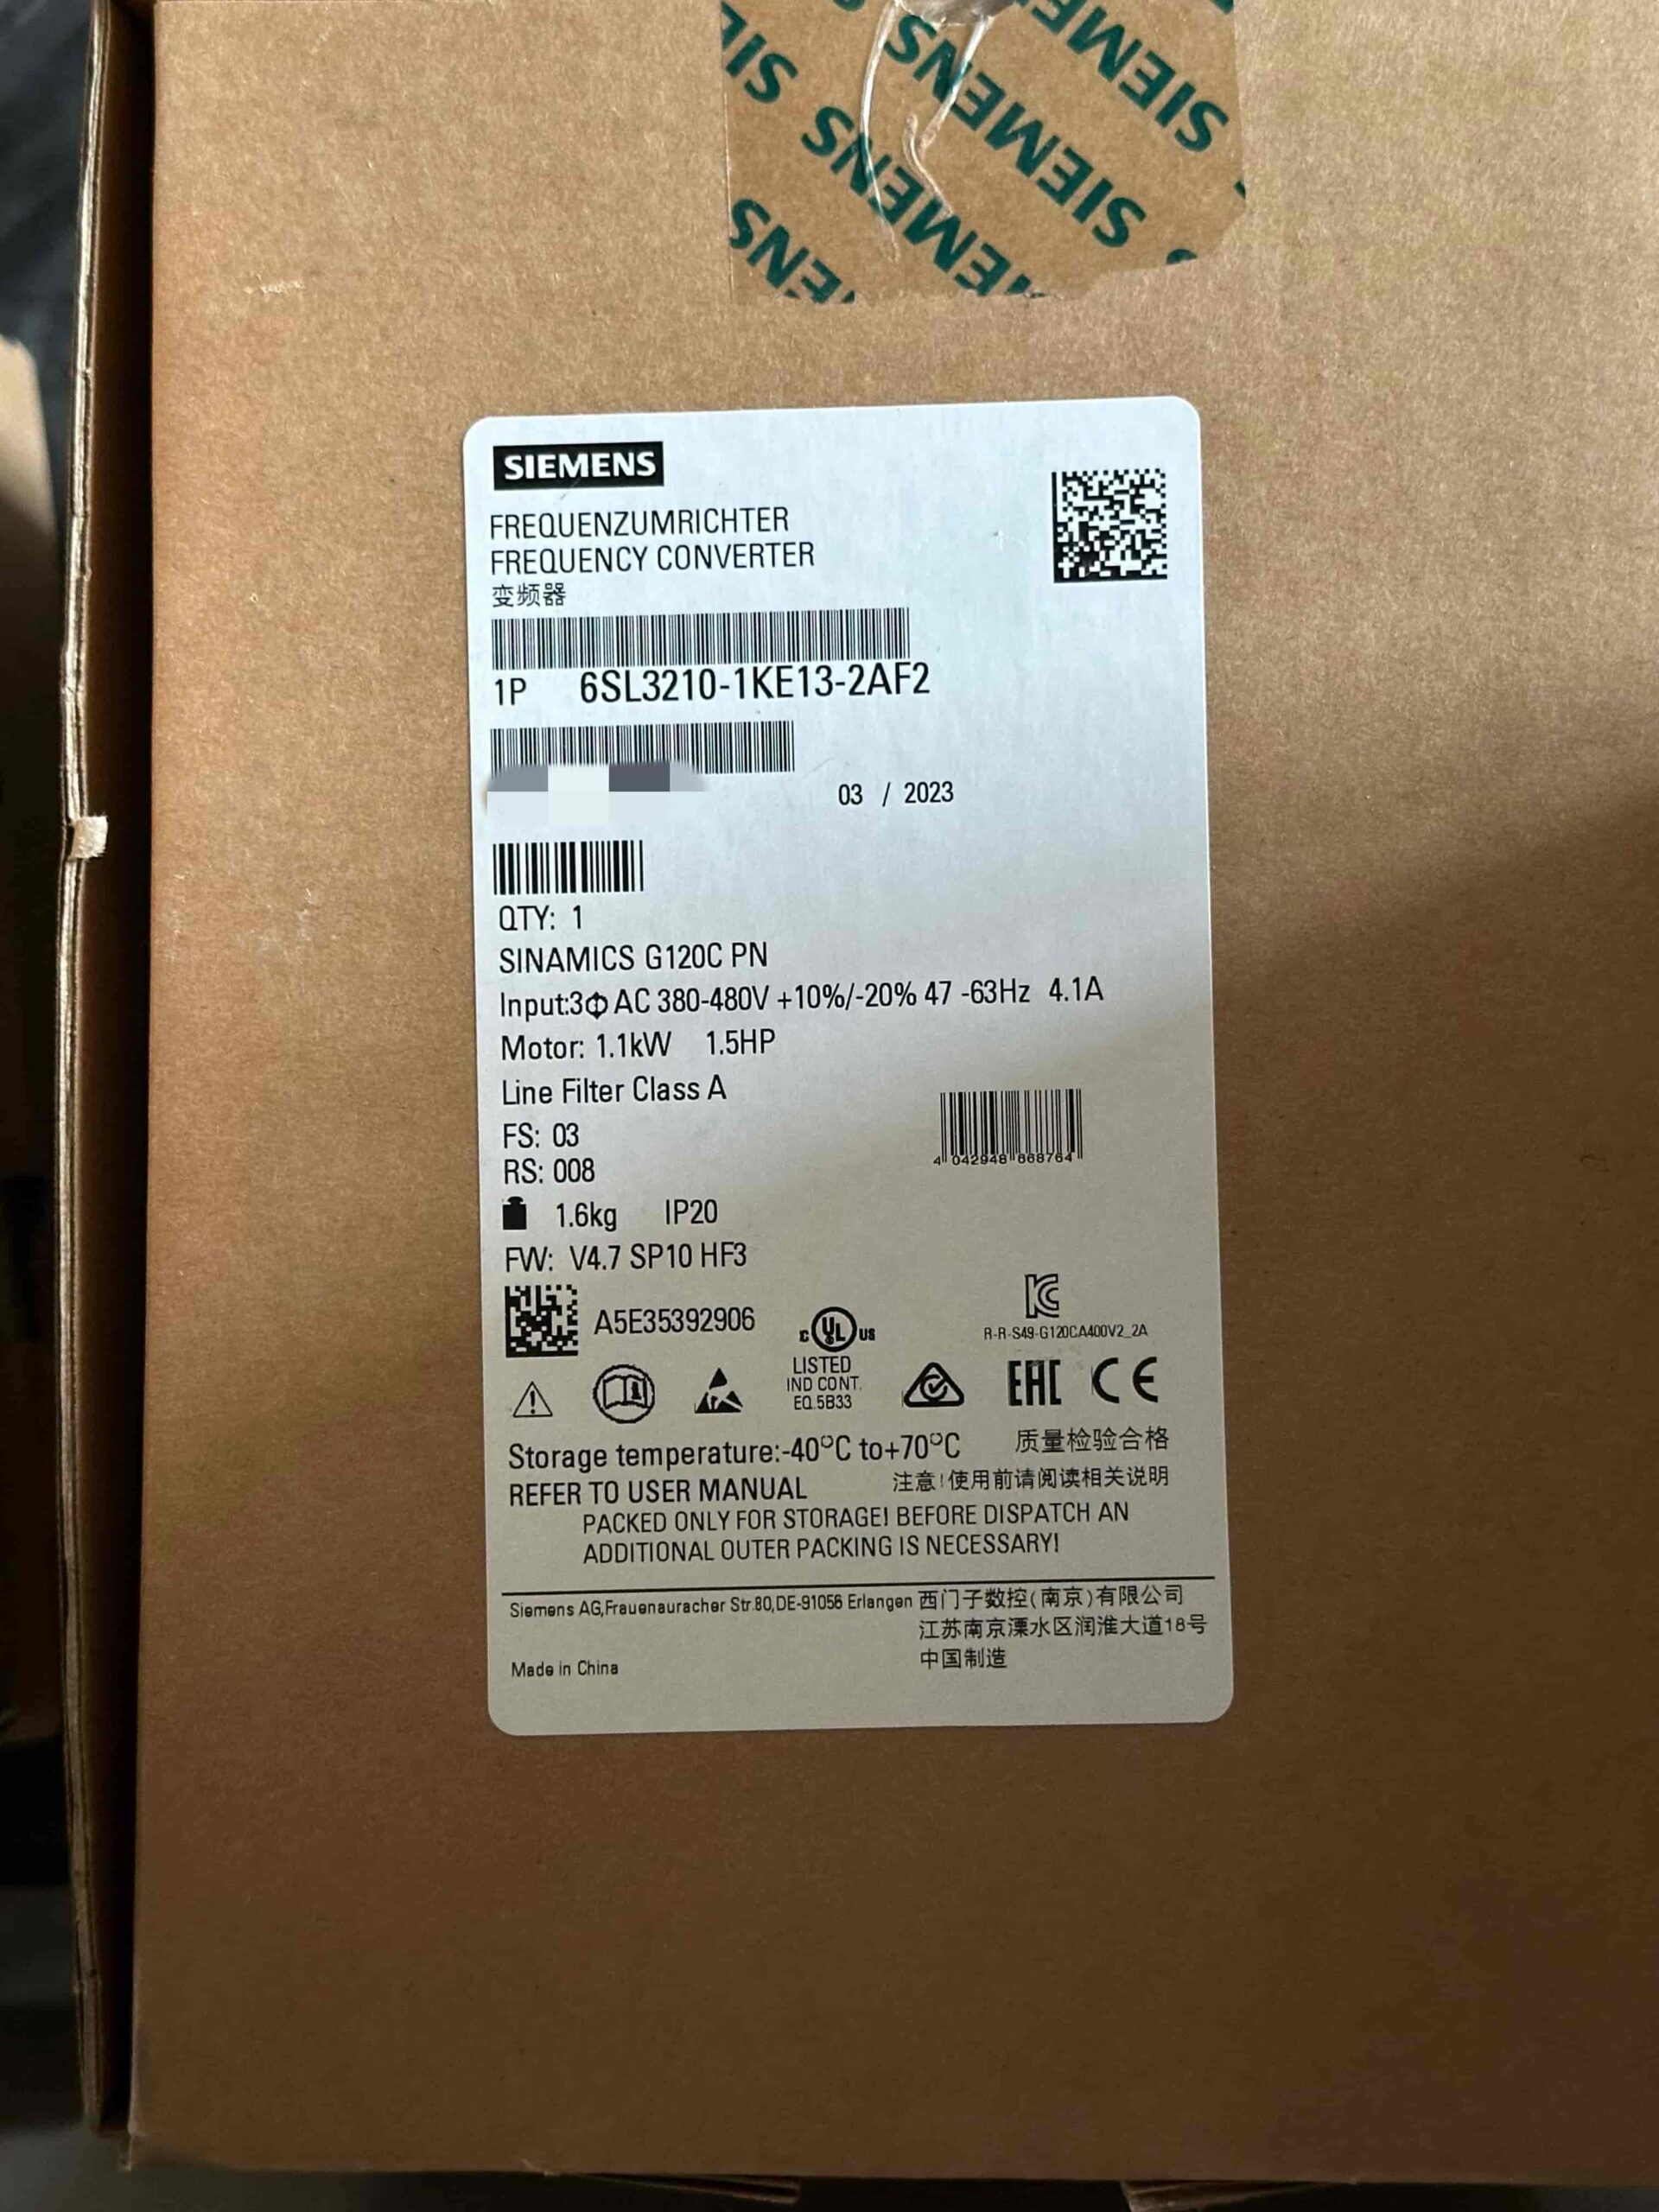 SIEMENS
SIEMENS
SIEMENS
SIEMENS
FREQUENZUMRICHTER
FREQUENCY CONVERTER
变频器
1P 6SL3210-1KE13-2AF2
03 / 2023
QTY: 1
SINAMICS G120C PN
Input:3Φ AC 380-480V +10%/-20% 47 -63Hz 4.1A
Motor: 1.1kW 1.5HP
Line Filter Class A
FS: 03
4 042948 668764
RS: 008
1.6kg IP20
FW: V4.7 SP10 HF3
A5E35392906
C UL US
LISTED
IND CONT.
EQ.5B33
R-R-S49-G120CA400V2_2A
EAC CE
Storage temperature:-40°C to+70°C 质量检验合格
REFER TO USER MANUAL 注意!使用前请阅读相关说明
PACKED ONLY FOR STORAGE! BEFORE DISPATCH AN
ADDITIONAL OUTER PACKING IS NECESSARY!
Siemens AG,Frauenauracher Str.80,DE-91056 Erlangen 西门子数控(南京)有限公司
江苏南京溧水区润淮大道18号
Made in China 中国制造